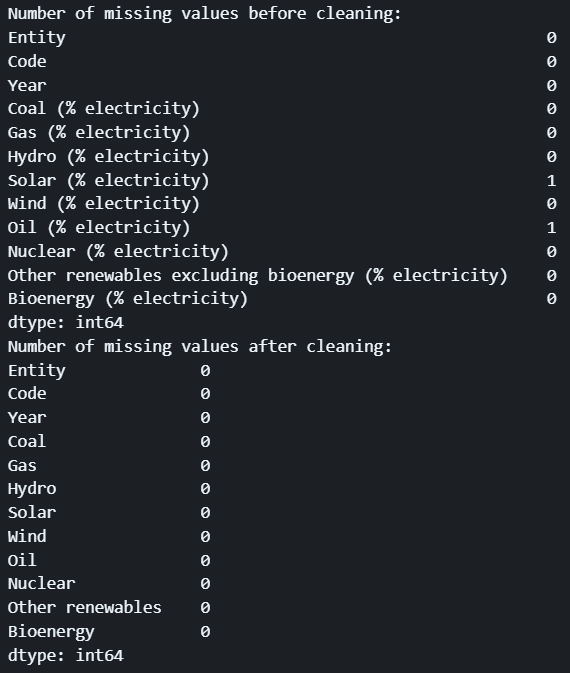 Number of missing values before cleaning:
Entity 0
Code 0
Year 0
Coal (% electricity) 0
Gas (% electricity) 0
Hydro (% electricity) 0
Solar (% electricity) 1
Wind (% electricity) 0
Oil (% electricity) 1
Nuclear (% electricity) 0
Other renewables excluding bioenergy (% electricity) 0
Bioenergy (% electricity) 0
dtype: int64
Number of missing values after cleaning:
Entity 0
Code 0
Year 0
Coal 0
Gas 0
Hydro 0
Solar 0
Wind 0
Oil 0
Nuclear 0
Other renewables 0
Bioenergy 0
dtype: int64